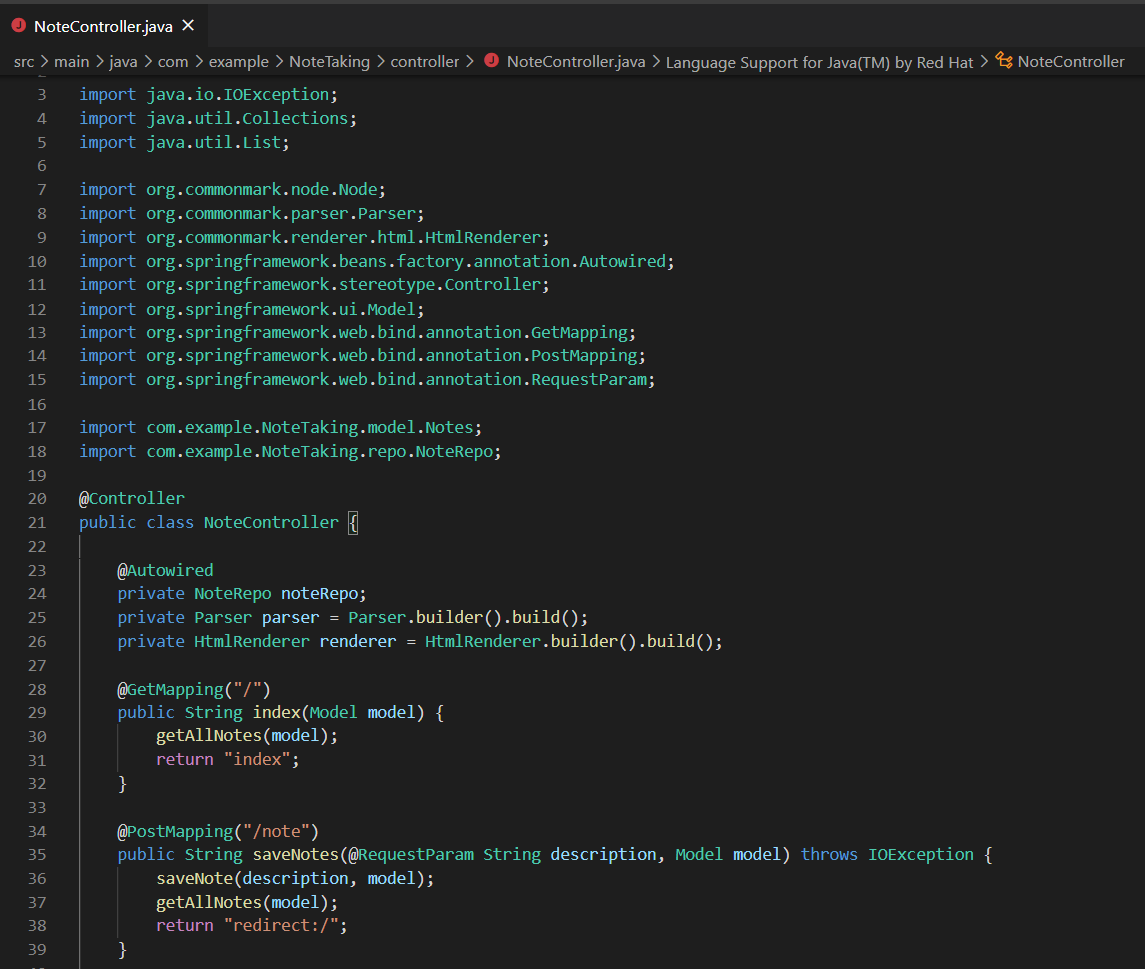 NoteController.java
src > main > java > com > example > NoteTaking > controller > NoteController.java > Language Support for Java(TM) by Red Hat > NoteController
3 import java.io.IOException;
4 import java.util.Collections;
5 import java.util.List;
6
7 import org.commonmark.node.Node;
8 import org.commonmark.parser.Parser;
9 import org.commonmark.renderer.html.HtmlRenderer;
10 import org.springframework.beans.factory.annotation.Autowired;
11 import org.springframework.stereotype.Controller;
12 import org.springframework.ui.Model;
13 import org.springframework.web.bind.annotation.GetMapping;
14 import org.springframework.web.bind.annotation.PostMapping;
15 import org.springframework.web.bind.annotation.RequestParam;
16
17 import com.example.NoteTaking.model.Notes;
18 import com.example.NoteTaking.repo.NoteRepo;
19
20 @Controller
21 public class NoteController {
22
23     @Autowired
24     private NoteRepo noteRepo;
25     private Parser parser = Parser.builder().build();
26     private HtmlRenderer renderer = HtmlRenderer.builder().build();
27
28     @GetMapping("/")
29     public String index(Model model) {
30         getAllNotes(model);
31         return "index";
32     }
33
34     @PostMapping("/note")
35     public String saveNotes(@RequestParam String description, Model model) throws IOException {
36         saveNote(description, model);
37         getAllNotes(model);
38         return "redirect:/";
39     }